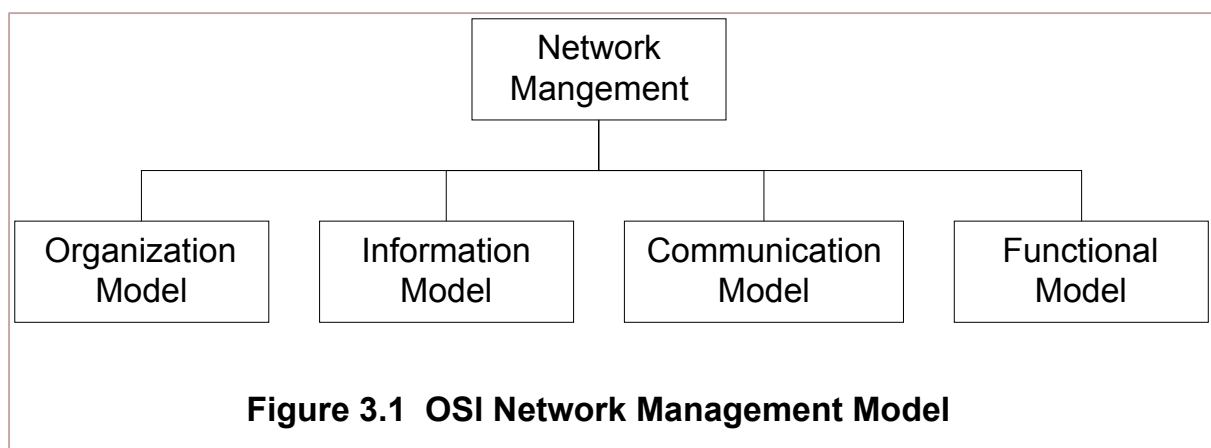 Network
Mangement
Organization
Model
Information
Model
Communication
Model
Functional
Model
Figure 3.1 OSI Network Management Model